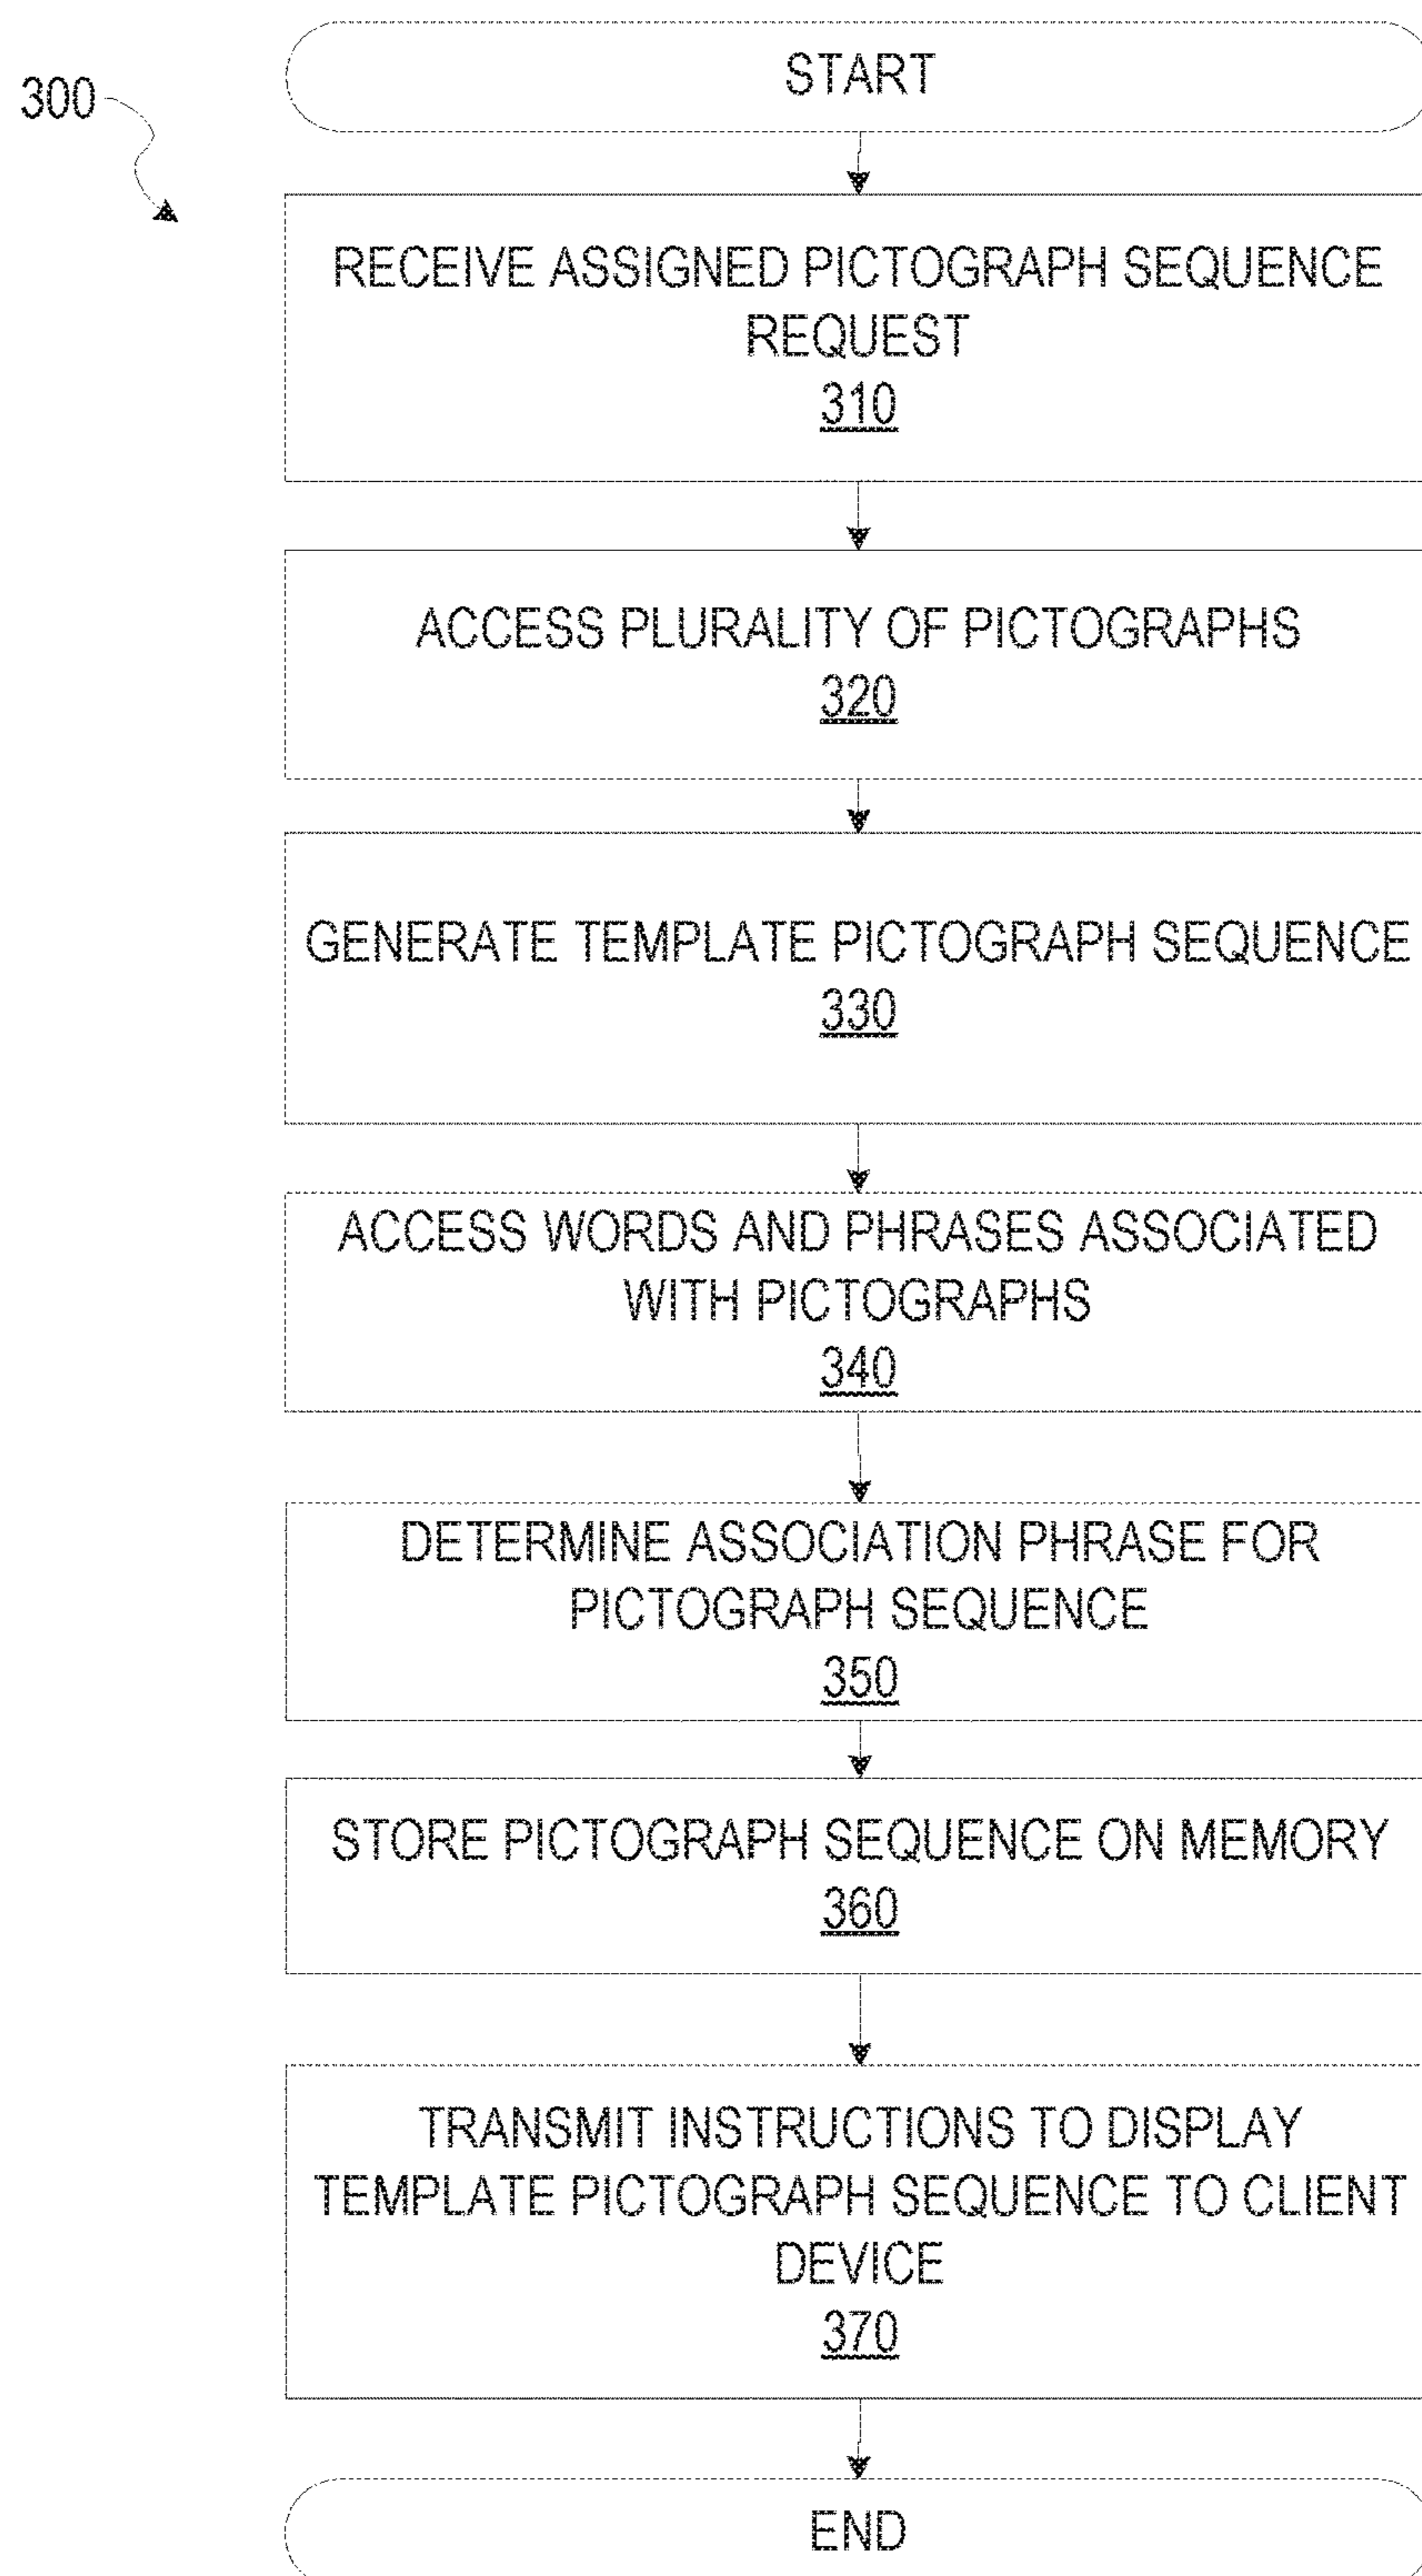 START
300
RECEIVE ASSIGNED PICTOGRAPH SEQUENCE
REQUEST
310
ACCESS PLURALITY OF PICTOGRAPHS
320
GENERATE TEMPLATE PICTOGRAPH SEQUENCE
330
ACCESS WORDS AND PHRASES ASSOCIATED
WITH PICTOGRAPHS
340
DETERMINE ASSOCIATION PHRASE FOR
PICTOGRAPH SEQUENCE
350
STORE PICTOGRAPH SEQUENCE ON MEMORY
360
TRANSMIT INSTRUCTIONS TO DISPLAY
TEMPLATE PICTOGRAPH SEQUENCE TO CLIENT
DEVICE
370
END